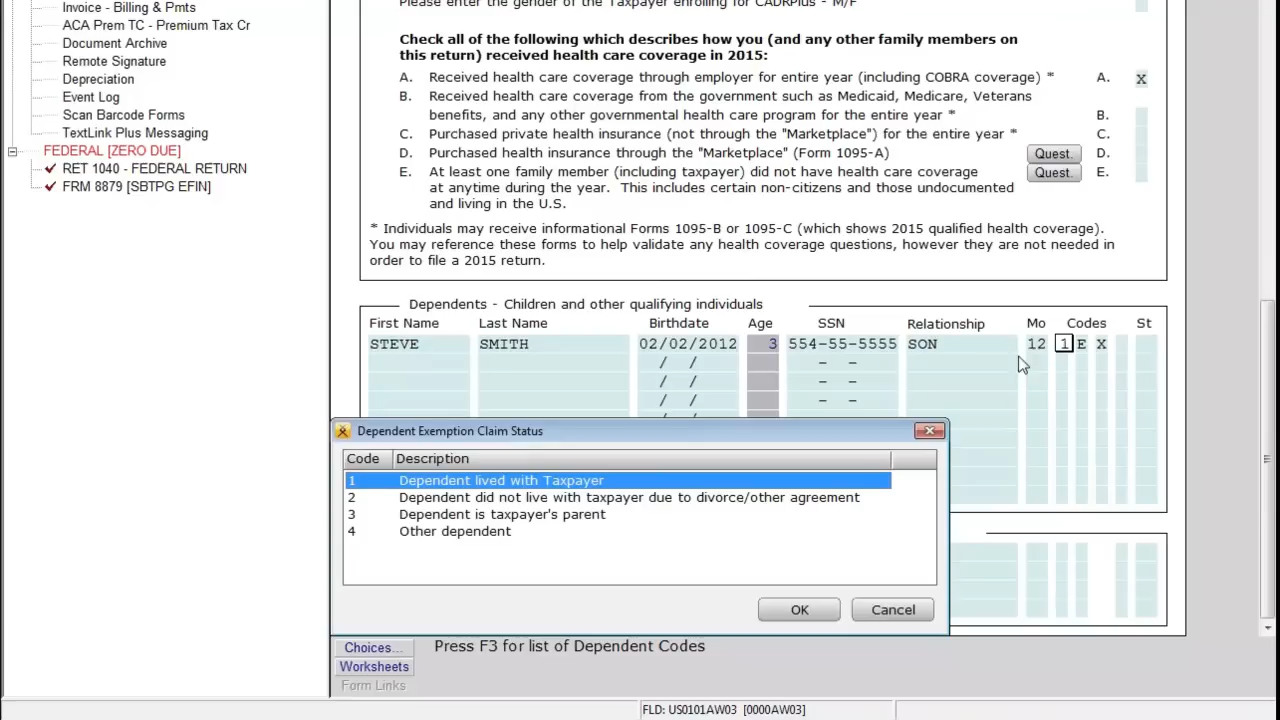 Invoice - Billing & Pmts
ACA Prem TC - Premium Tax Cr
Document Archive
Remote Signature
Depreciation
Event Log
Scan Barcode Forms
TextLink Plus Messaging
FEDERAL [ZERO DUE]
RET 1040 - FEDERAL RETURN
FRM 8879 [SBTPG EFIN]
Please enter the gender of the Taxpayer enrolling for CADRPlus - M/F
Check all of the following which describes how you (and any other family members on
this return) received health care coverage in 2015:
A. Received health care coverage through employer for entire year (including COBRA coverage) * A. X
B. Received health care coverage from the government such as Medicaid, Medicare, Veterans
benefits, and any other governmental health care program for the entire year * B.
C. Purchased private health insurance (not through the "Marketplace") for the entire year * C.
D. Purchased health insurance through the "Marketplace" (Form 1095-A) Quest. D.
E. At least one family member (including taxpayer) did not have health care coverage Quest. E.
at anytime during the year. This includes certain non-citizens and those undocumented
and living in the U.S.
* Individuals may receive informational Forms 1095-B or 1095-C (which shows 2015 qualified health coverage).
You may reference these forms to help validate any health coverage questions, however they are not needed in
order to file a 2015 return.
Dependents - Children and other qualifying individuals
First Name Last Name Birthdate Age SSN Relationship Mo Codes St
STEVE SMITH 02/02/2012 3 554-55-5555 SON 12 1 E X
/ / - -
/ / - -
/ / - -
Dependent Exemption Claim Status
Code Description
1 Dependent lived with Taxpayer
2 Dependent did not live with taxpayer due to divorce/other agreement
3 Dependent is taxpayer's parent
4 Other dependent
OK Cancel
Choices... Press F3 for list of Dependent Codes
Worksheets
Form Links
FLD: US0101AW03 [0000AW03]